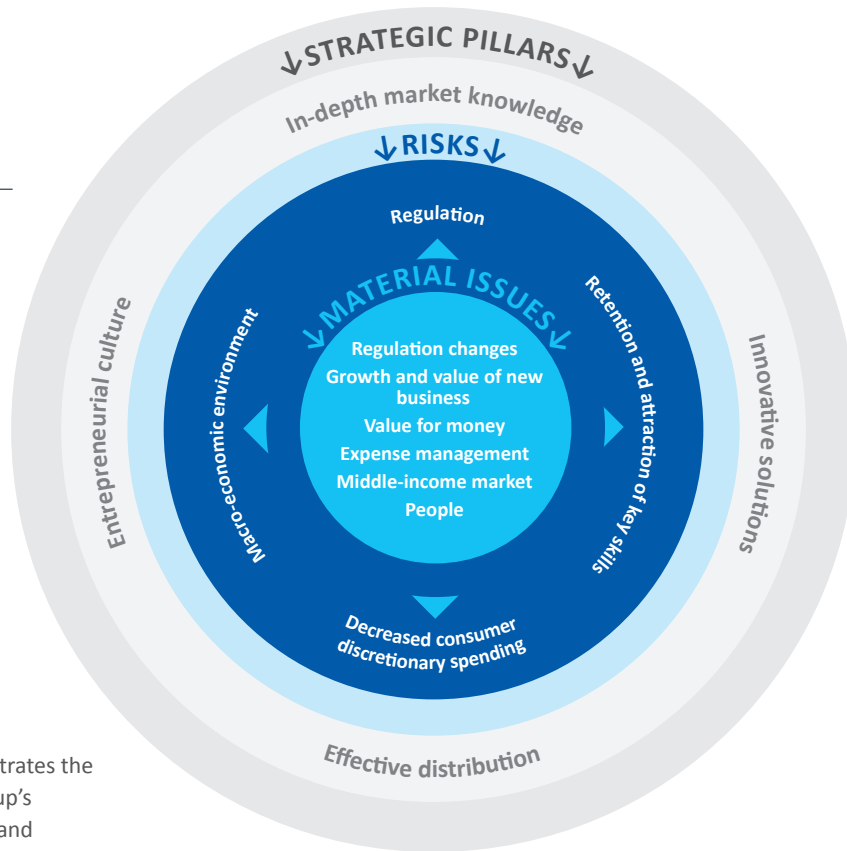 STRATEGIC PILLARS
In-depth market knowledge
RISKS
Regulation
MATERIAL ISSUES
Regulation changes
Growth and value of new
business
Value for money
Expense management
Middle-income market
People
Macro-economic environment
Retention and attraction of key skills
Entrepreneurial culture
Innovative solutions
Decreased consumer
discretionary spending
Effective distribution
trates the
up's
and